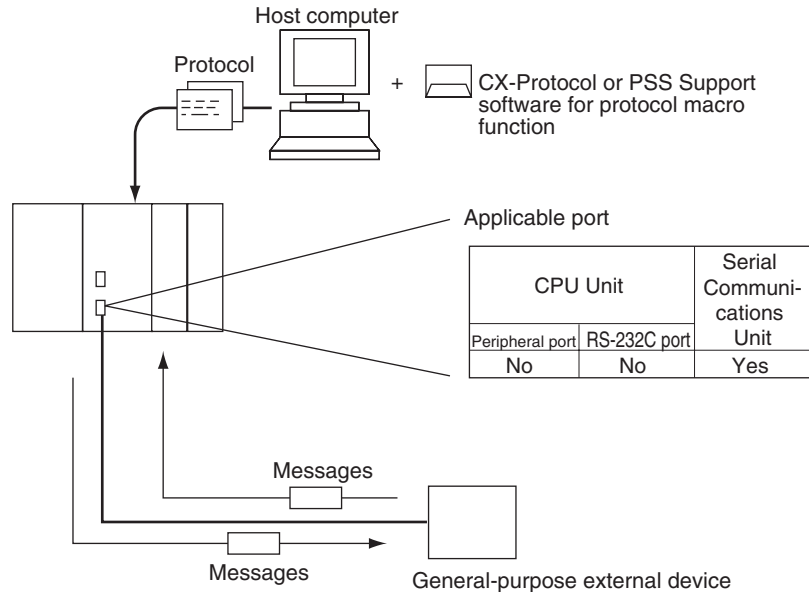 Host computer
Protocol
+
CX-Protocol or PSS Support
software for protocol macro
function
Applicable port
CPU Unit
Serial
Communi-
cations
Unit
Peripheral port RS-232C port
No No Yes
Messages
Messages
General-purpose external device